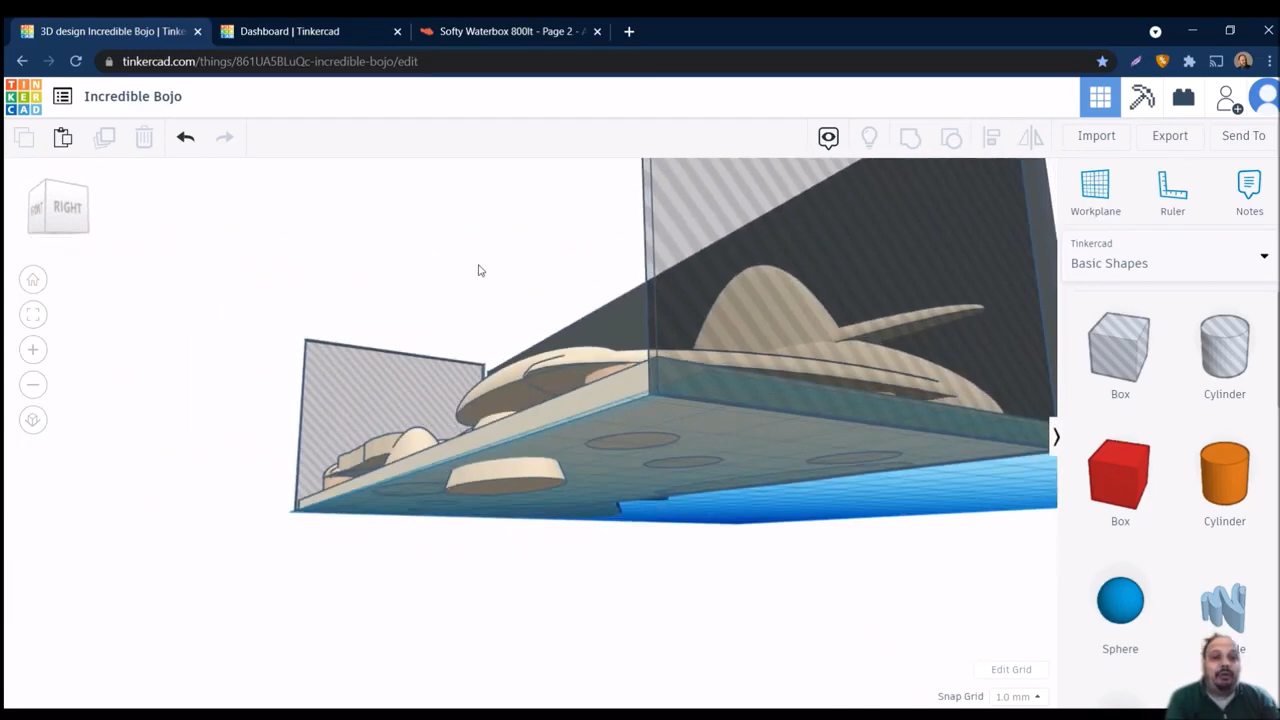 3D design Incredible Bojo | Tinke
Dashboard | Tinkercad
Softy Waterbox 800lt - Page 2 - A
tinkercad.com/things/861UA5BLuQc-incredible-bojo/edit
TIN
KER
CAD
Incredible Bojo
Import
Export
Send To
RIGHT
Workplane
Ruler
Notes
Tinkercad
Basic Shapes
Box
Cylinder
Box
Cylinder
Sphere
Edit Grid
Snap Grid 1.0 mm